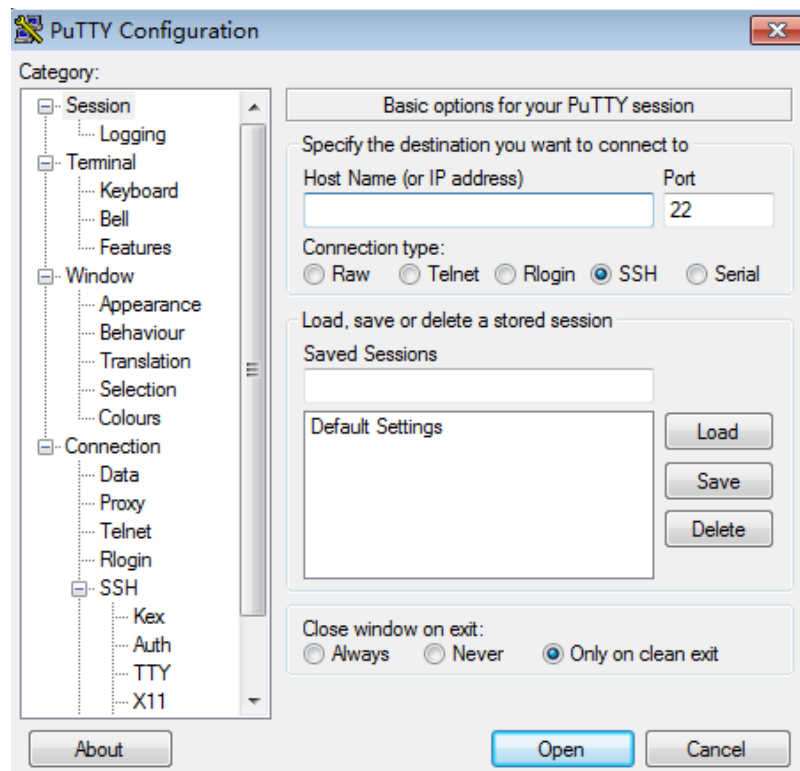 PuTTY Configuration
Category:
Session
Logging
Terminal
Keyboard
Bell
Features
Window
Appearance
Behaviour
Translation
Selection
Colours
Connection
Data
Proxy
Telnet
Rlogin
SSH
Kex
Auth
TTY
X11
Basic options for your PuTTY session
Specify the destination you want to connect to
Host Name (or IP address) Port
22
Connection type:
Raw Telnet Rlogin SSH Serial
Load, save or delete a stored session
Saved Sessions
Default Settings
Load
Save
Delete
Close window on exit:
Always Never Only on clean exit
About Open Cancel